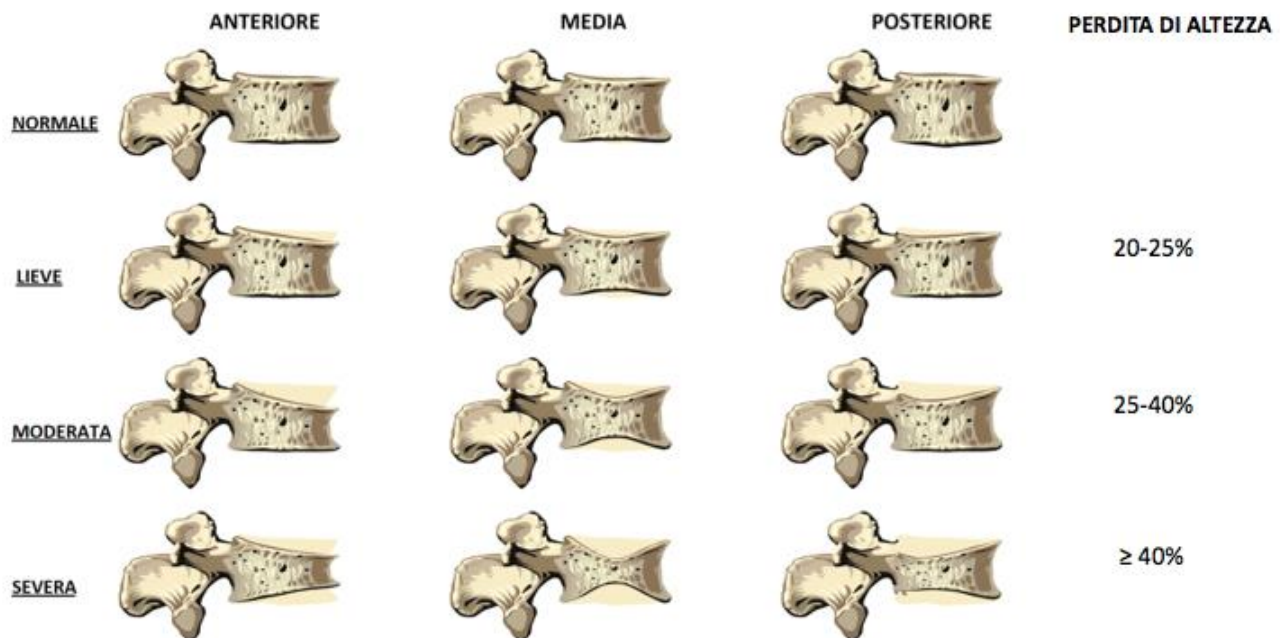 ANTERIORE MEDIA POSTERIORE PERDITA DI ALTEZZA
NORMALE
LIEVE 20-25%
MODERATA 25-40%
SEVERA ≥ 40%